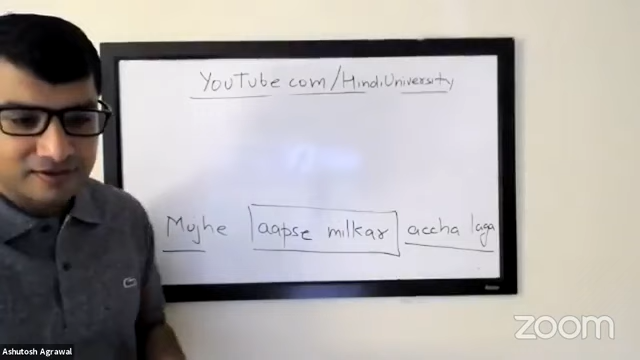 YouTube com/HindiUniversity
Mujhe aapse milkar accha laga
zoom
Ashutosh Agrawal